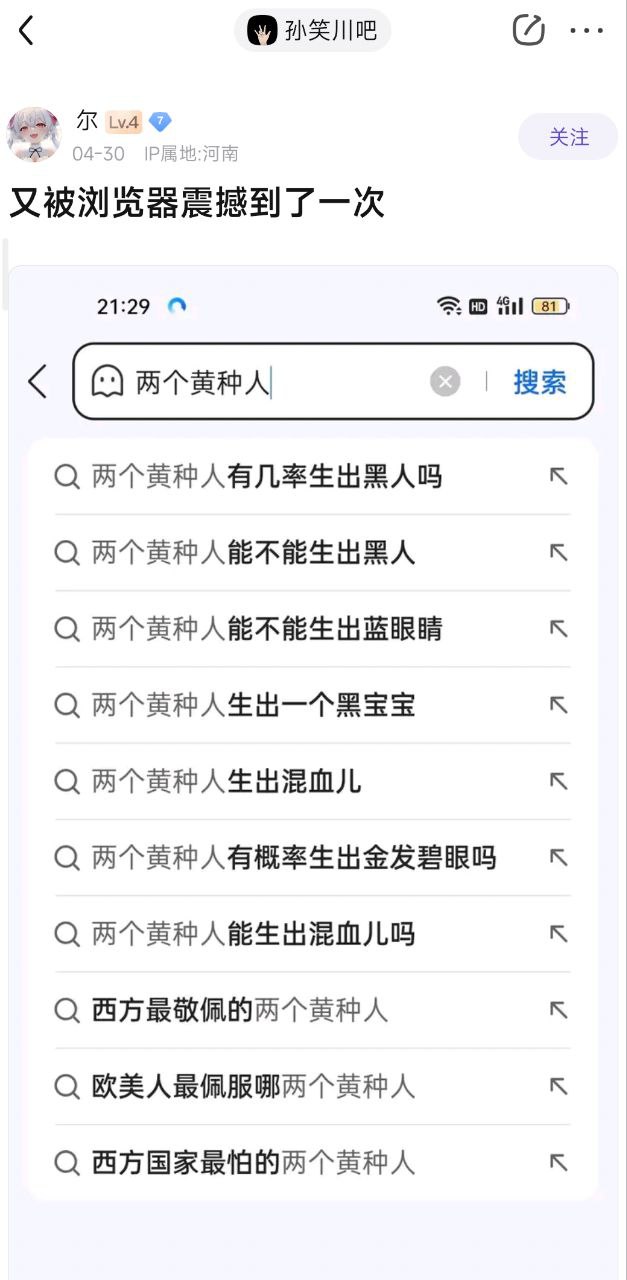 孙笑川吧
尔 Lv.4 7
关注
04-30 IP属地:河南
又被浏览器震撼到了一次
21:29 HD 4G 81
两个黄种人 搜索
两个黄种人有几率生出黑人吗
两个黄种人能不能生出黑人
两个黄种人能不能生出蓝眼睛
两个黄种人生出一个黑宝宝
两个黄种人生出混血儿
两个黄种人有概率生出金发碧眼吗
两个黄种人能生出混血儿吗
西方最敬佩的两个黄种人
欧美人最佩服哪两个黄种人
西方国家最怕的两个黄种人